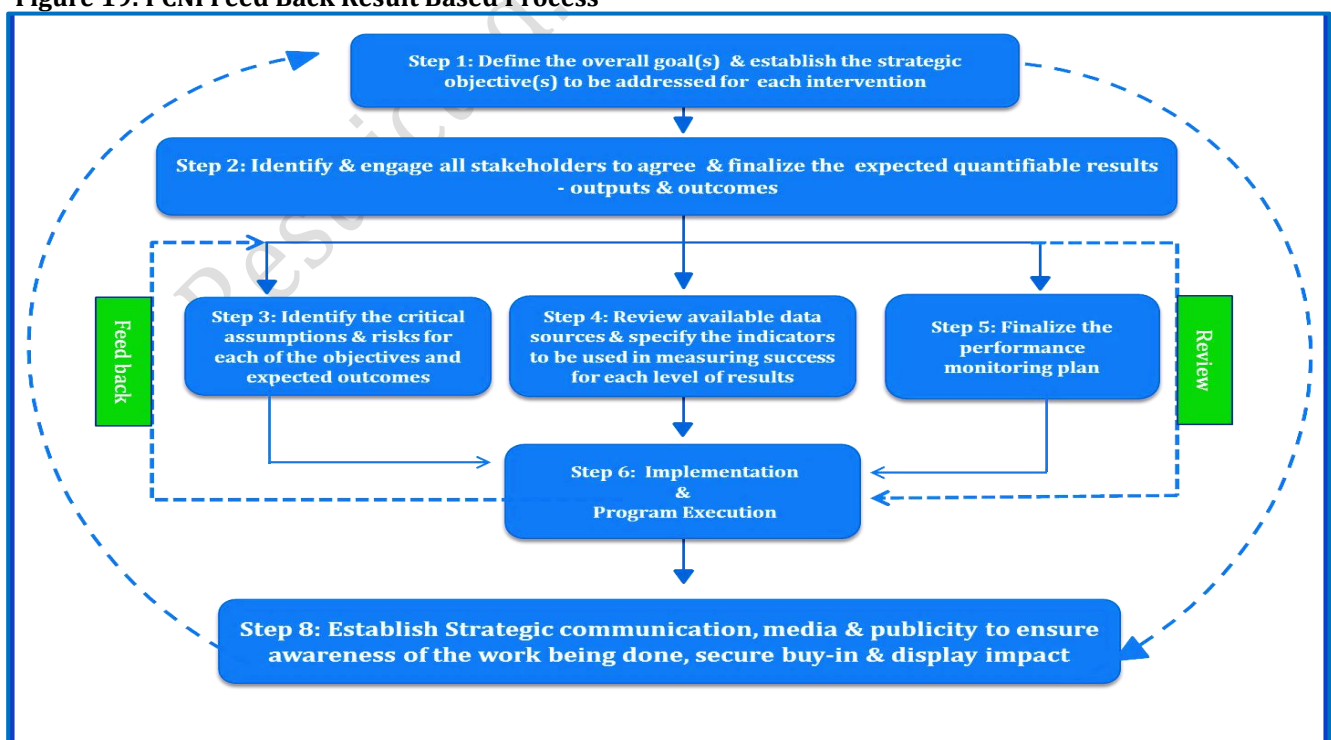 Figure 19: PCNI Feed Back Result Based Process
Step 1: Define the overall goal(s) & establish the strategic
objective(s) to be addressed for each intervention
Step 2: Identify & engage all stakeholders to agree & finalize the expected quantifiable results
- outputs & outcomes
Feed back
Step 3: Identify the critical
assumptions & risks for
each of the objectives and
expected outcomes
Step 4: Review available data
sources & specify the indicators
to be used in measuring success
for each level of results
Step 5: Finalize the
performance
monitoring plan
Review
Step 6: Implementation
&
Program Execution
Step 8: Establish Strategic communication, media & publicity to ensure
awareness of the work being done, secure buy-in & display impact